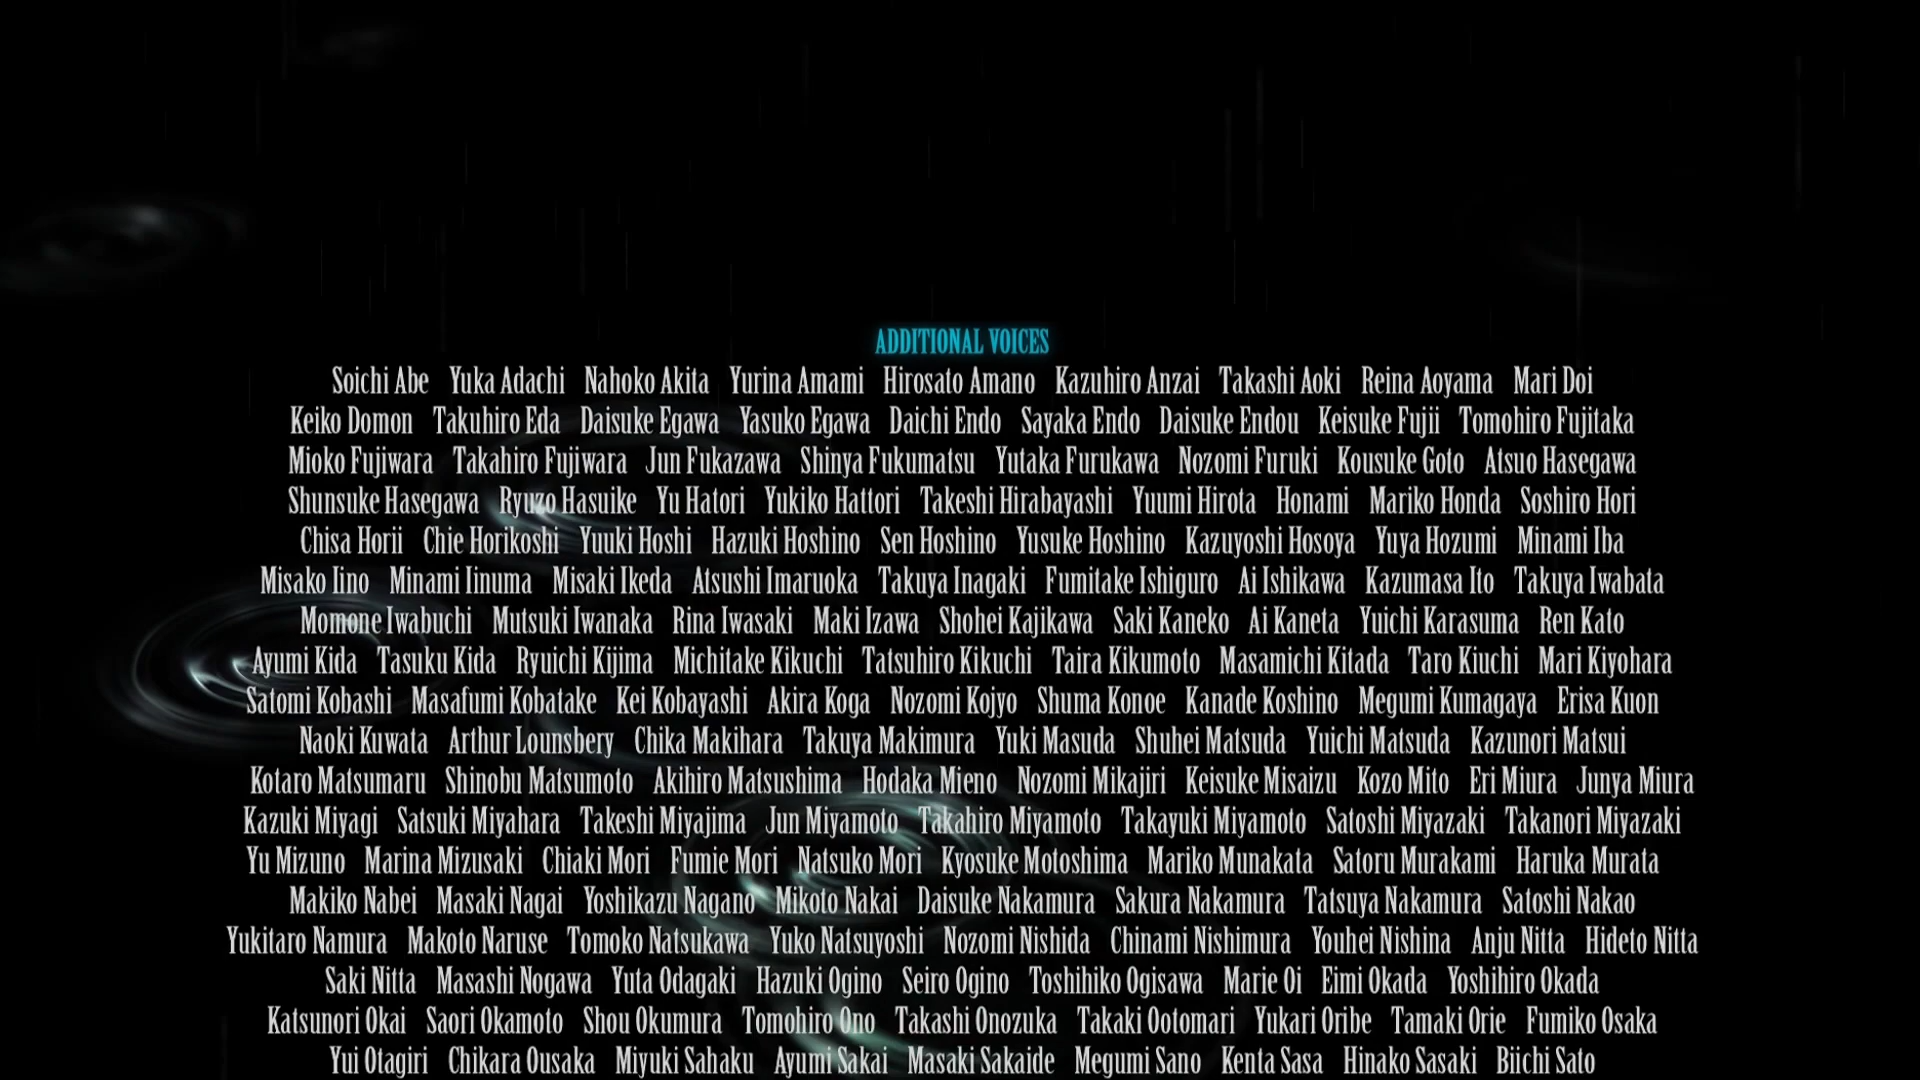 ADDITIONAL VOICES
Soichi Abe Yuka Adachi Nahoko Akita Yurina Amami Hirosato Amano Kazuhiro Anzai Takashi Aoki Reina Aoyama Mari Doi
Keiko Domon Takuhiro Eda Daisuke Egawa Yasuko Egawa Daichi Endo Sayaka Endo Daisuke Endou Keisuke Fujii Tomohiro Fujitaka
Mioko Fujiwara Takahiro Fujiwara Jun Fukazawa Shinya Fukumatsu Yutaka Furukawa Nozomi Furuki Kousuke Goto Atsuo Hasegawa
Shunsuke Hasegawa Ryuzo Hasuike Yu Hatori Yukiko Hattori Takeshi Hirabayashi Yuumi Hirota Honami Mariko Honda Soshiro Hori
Chisa Horii Chie Horikoshi Yuuki Hoshi Hazuki Hoshino Sen Hoshino Yusuke Hoshino Kazuyoshi Hosoya Yuya Hozumi Minami Iba
Misako Iino Minami Iinuma Misaki Ikeda Atsushi Imaruoka Takuya Inagaki Fumitake Ishiguro Ai Ishikawa Kazumasa Ito Takuya Iwabata
Momone Iwabuchi Mutsuki Iwanaka Rina Iwasaki Maki Izawa Shohei Kajikawa Saki Kaneko Ai Kaneta Yuichi Karasuma Ren Kato
Ayumi Kida Tasuku Kida Ryuichi Kijima Michitake Kikuchi Tatsuhiro Kikuchi Taira Kikumoto Masamichi Kitada Taro Kiuchi Mari Kiyohara
Satomi Kobashi Masafumi Kobatake Kei Kobayashi Akira Koga Nozomi Kojyo Shuma Konoe Kanade Koshino Megumi Kumagaya Erisa Kuon
Naoki Kuwata Arthur Lounsbery Chika Makihara Takuya Makimura Yuki Masuda Shuhei Matsuda Yuichi Matsuda Kazunori Matsui
Kotaro Matsumaru Shinobu Matsumoto Akihiro Matsushima Hodaka Mieno Nozomi Mikajiri Keisuke Misaizu Kozo Mito Eri Miura Junya Miura
Kazuki Miyagi Satsuki Miyahara Takeshi Miyajima Jun Miyamoto Takahiro Miyamoto Takayuki Miyamoto Satoshi Miyazaki Takanori Miyazaki
Yu Mizuno Marina Mizusaki Chiaki Mori Fumie Mori Natsuko Mori Kyosuke Motoshima Mariko Munakata Satoru Murakami Haruka Murata
Makiko Nabei Masaki Nagai Yoshikazu Nagano Mikoto Nakai Daisuke Nakamura Sakura Nakamura Tatsuya Nakamura Satoshi Nakao
Yukitaro Namura Makoto Naruse Tomoko Natsukawa Yuko Natsuyoshi Nozomi Nishida Chinami Nishimura Youhei Nishina Anju Nitta Hideto Nitta
Saki Nitta Masashi Nogawa Yuta Odagaki Hazuki Ogino Seiro Ogino Toshihiko Ogisawa Marie Oi Eimi Okada Yoshihiro Okada
Katsunori Okai Saori Okamoto Shou Okumura Tomohiro Ono Takashi Onozuka Takaki Ootomari Yukari Oribe Tamaki Orie Fumiko Osaka
Yui Otagiri Chikara Ousaka Miyuki Sahaku Ayumi Sakai Masaki Sakaide Megumi Sano Kenta Sasa Hinako Sasaki Biichi Sato